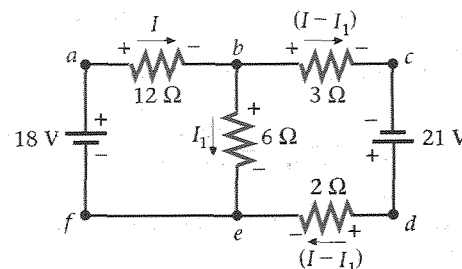 I (I − I₁)
+ − + −
a b c
12 Ω 3 Ω
+ + −
18 V I₁ 6 Ω 21 V
− − +
2 Ω
− +
f e d
(I − I₁)